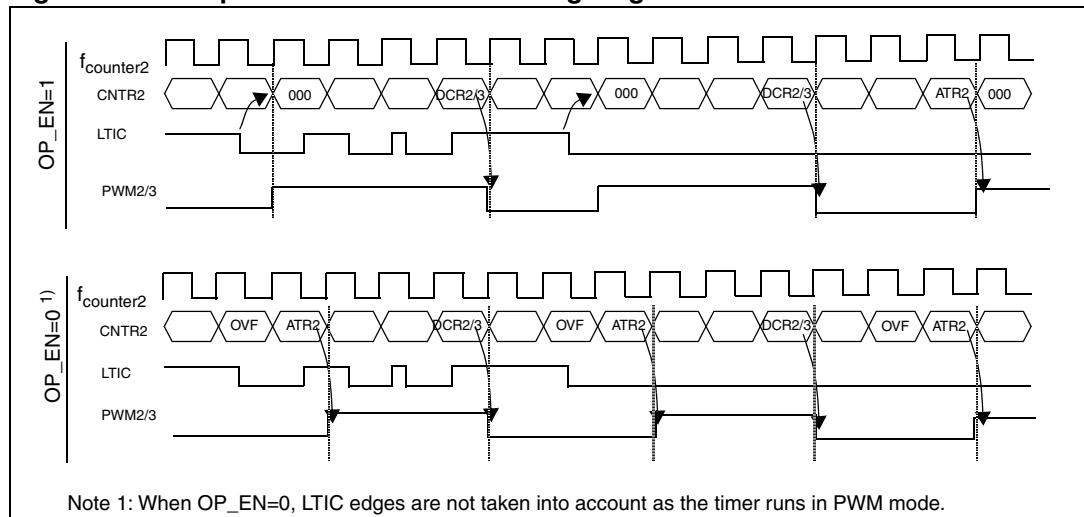 OP_EN=1
fcounter2
CNTR2 000 DCR2/3 000 DCR2/3 ATR2 000
LTIC
PWM2/3
OP_EN=0 1)
fcounter2
CNTR2 OVF ATR2 DCR2/3 OVF ATR2 DCR2/3 OVF ATR2
LTIC
PWM2/3
Note 1: When OP_EN=0, LTIC edges are not taken into account as the timer runs in PWM mode.